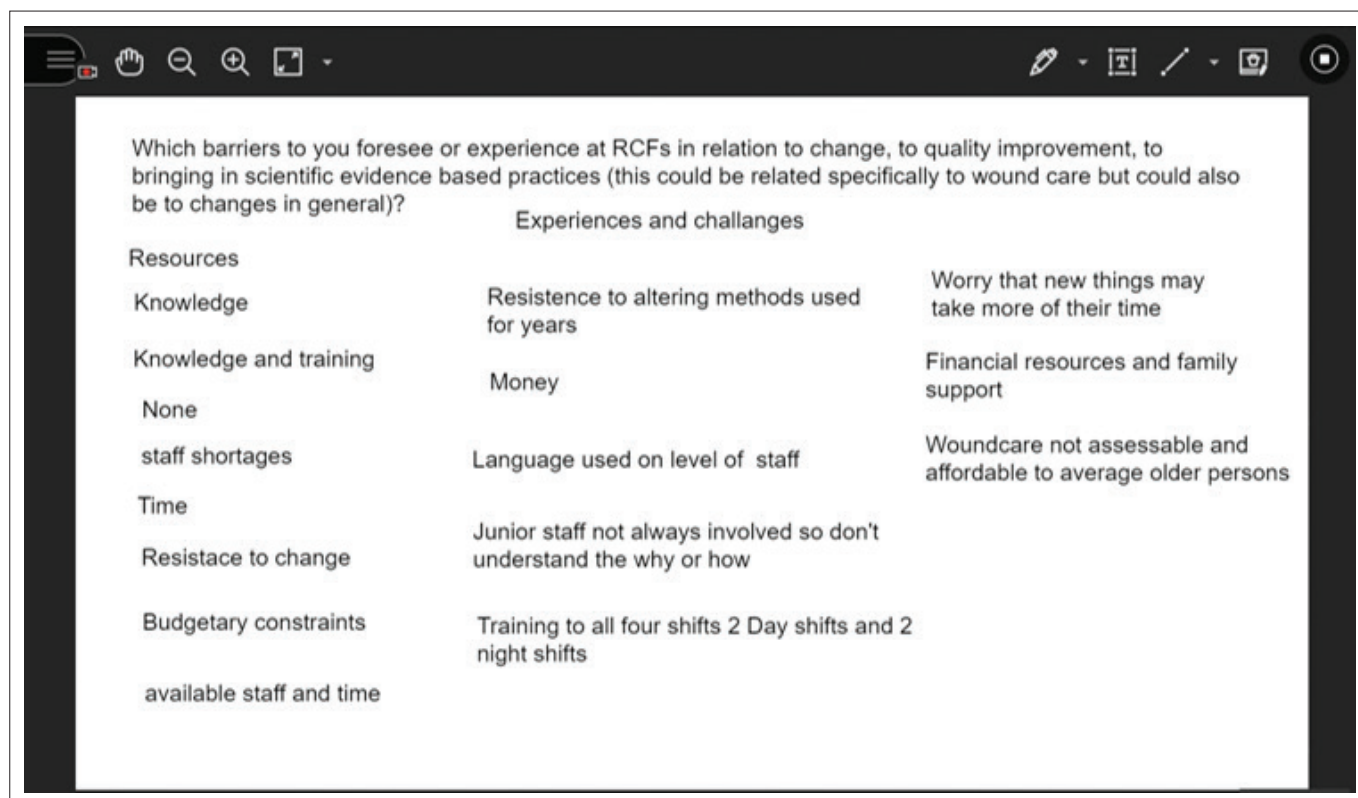 Which barriers to you foresee or experience at RCFs in relation to change, to quality improvement, to
bringing in scientific evidence based practices (this could be related specifically to wound care but could also
be to changes in general)?
Experiences and challanges
Resources
Knowledge
Knowledge and training
None
staff shortages
Time
Resistace to change
Budgetary constraints
available staff and time
Resistence to altering methods used
for years
Money
Language used on level of staff
Junior staff not always involved so don't
understand the why or how
Training to all four shifts 2 Day shifts and 2
night shifts
Worry that new things may
take more of their time
Financial resources and family
support
Woundcare not assessable and
affordable to average older persons